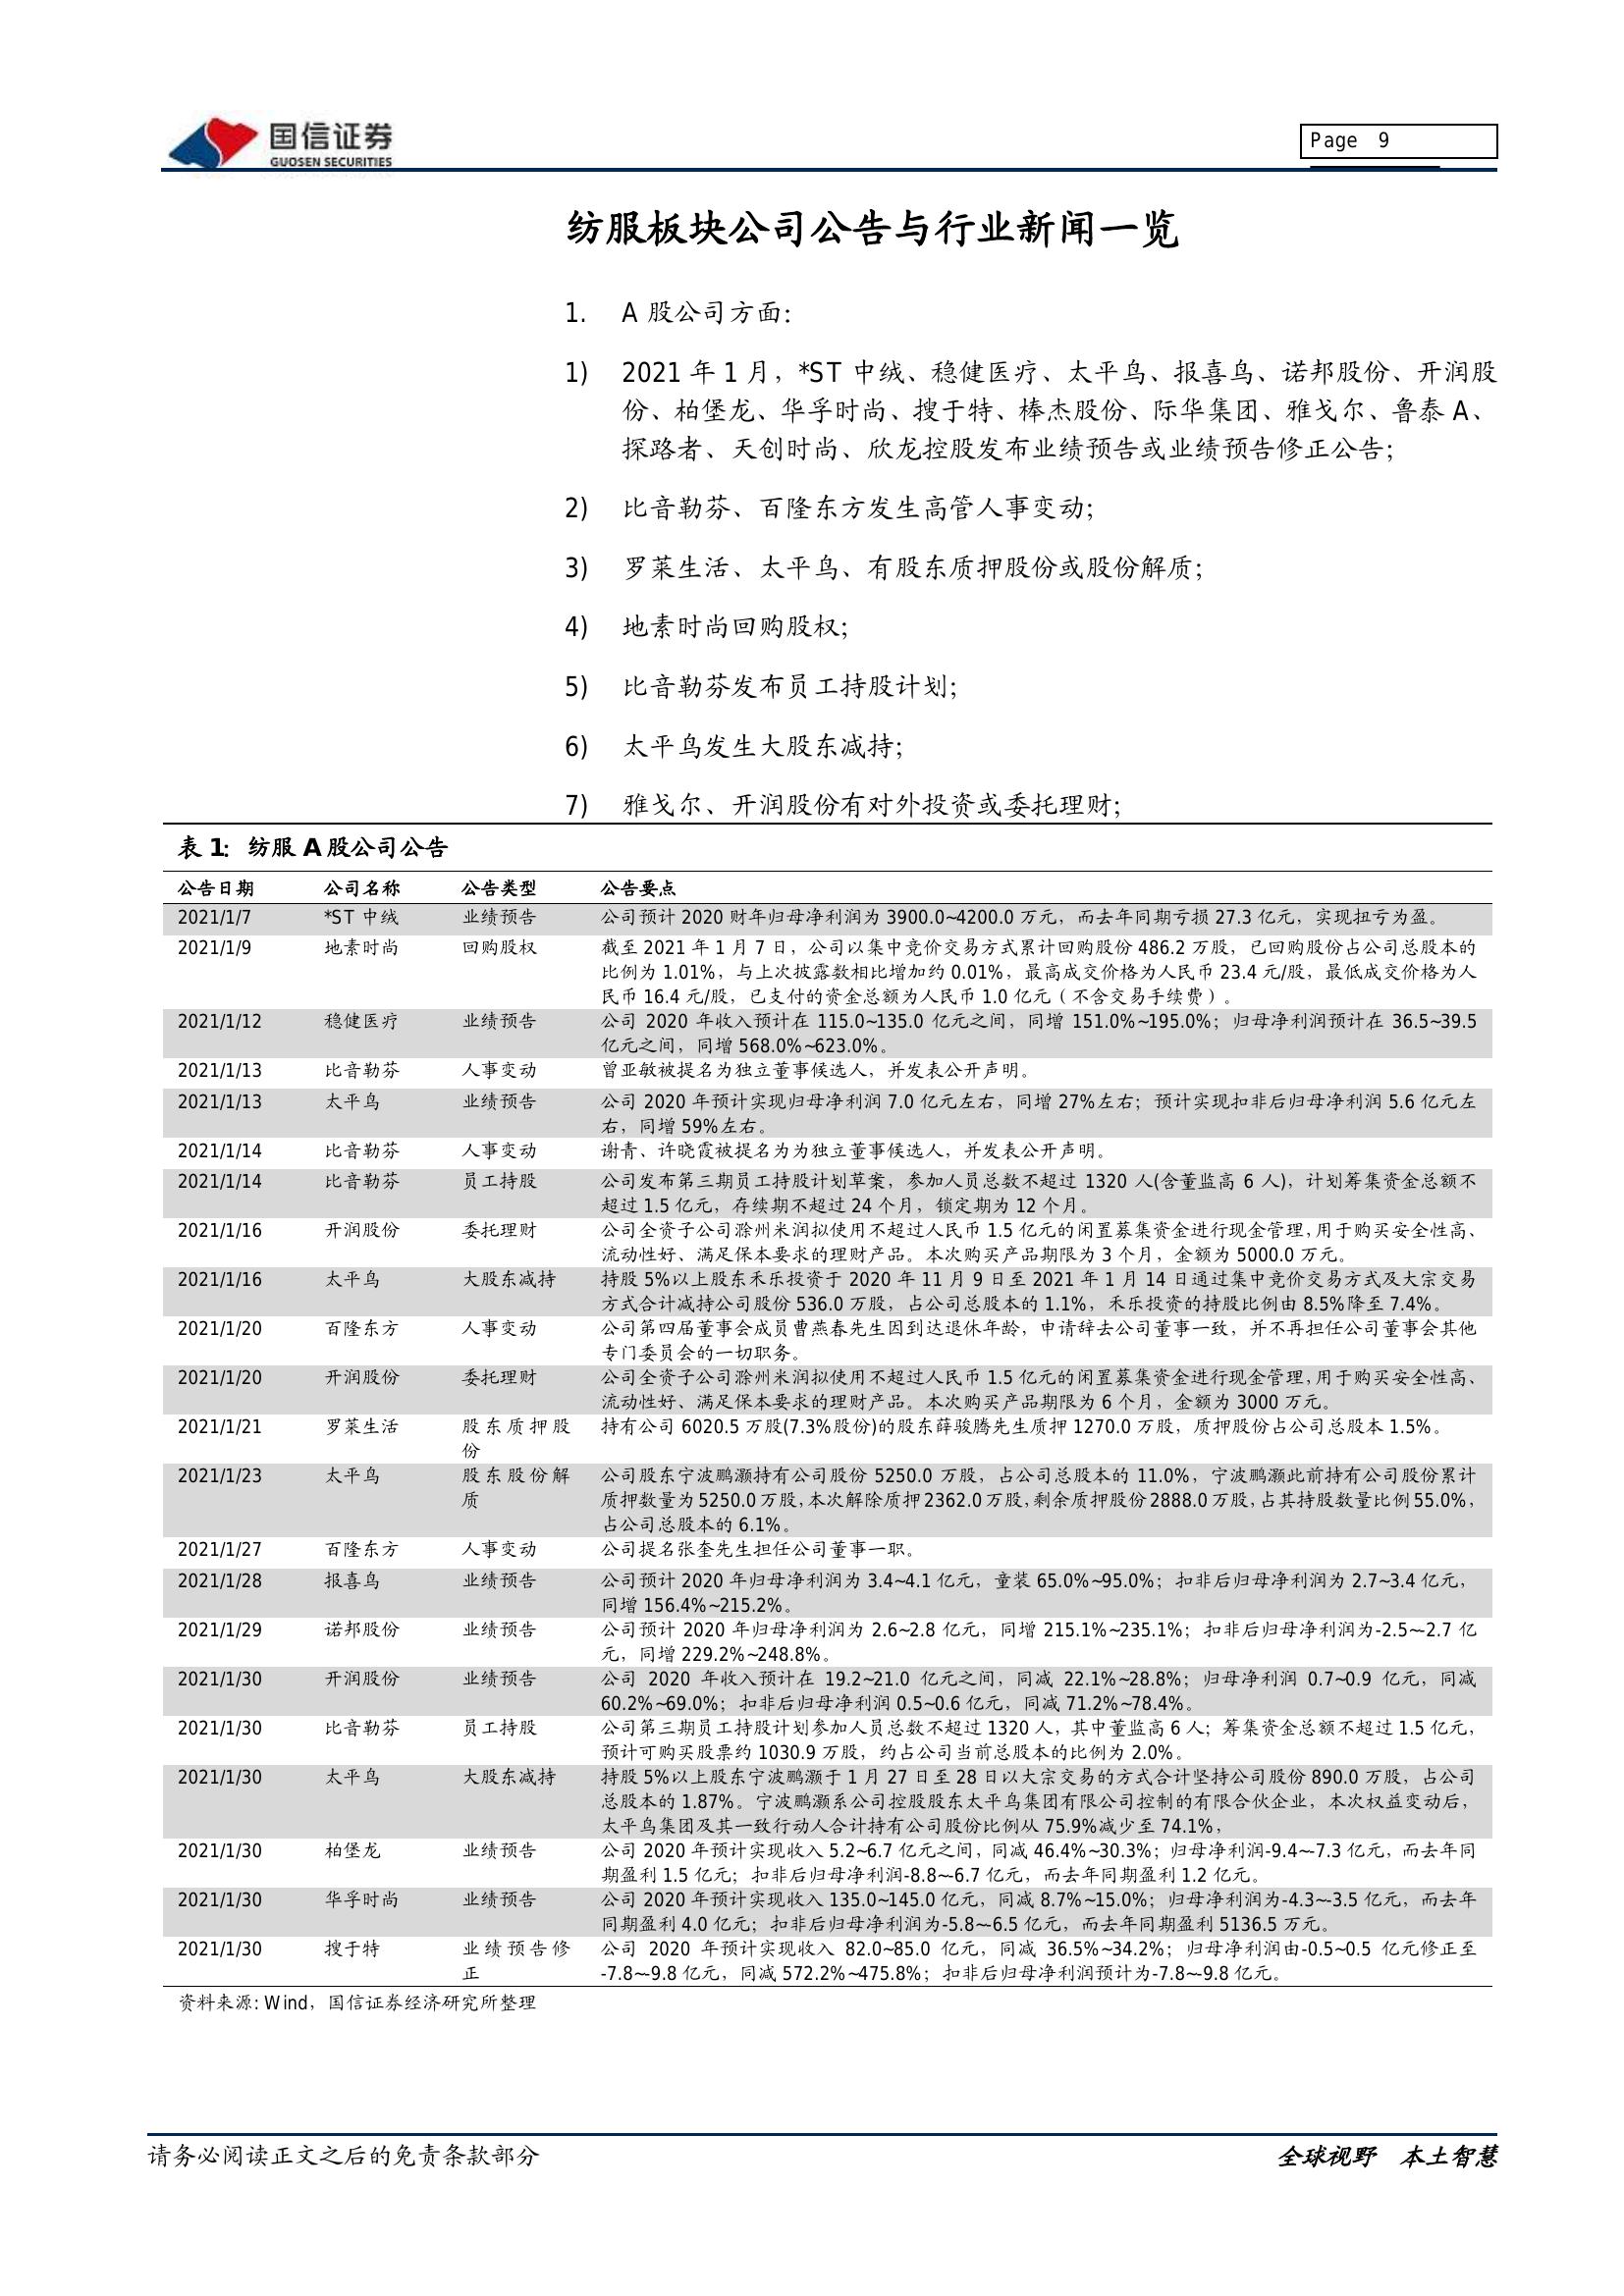 国信证券
GUOSEN SECURITIES
Page 9
纺服板块公司公告与行业新闻一览
1. A 股公司方面：
1) 2021 年 1 月，*ST 中绒、稳健医疗、太平鸟、报喜鸟、诺邦股份、开润股
份、柏堡龙、华孚时尚、搜于特、棒杰股份、际华集团、雅戈尔、鲁泰 A、
探路者、天创时尚、欣龙控股发布业绩预告或业绩预告修正公告；
2) 比音勒芬、百隆东方发生高管人事变动；
3) 罗莱生活、太平鸟、有股东质押股份或股份解质；
4) 地素时尚回购股权；
5) 比音勒芬发布员工持股计划；
6) 太平鸟发生大股东减持；
7) 雅戈尔、开润股份有对外投资或委托理财；
表 1：纺服 A 股公司公告
公告日期 公司名称 公告类型 公告要点
2021/1/7 *ST 中绒 业绩预告 公司预计 2020 财年归母净利润为 3900.0~4200.0 万元，而去年同期亏损 27.3 亿元，实现扭亏为盈。
2021/1/9 地素时尚 回购股权 截至 2021 年 1 月 7 日，公司以集中竞价交易方式累计回购股份 486.2 万股，已回购股份占公司总股本的
比例为 1.01%，与上次披露数相比增加约 0.01%，最高成交价格为人民币 23.4 元/股，最低成交价格为人
民币 16.4 元/股，已支付的资金总额为人民币 1.0 亿元（不含交易手续费）。
2021/1/12 稳健医疗 业绩预告 公司 2020 年收入预计在 115.0~135.0 亿元之间，同增 151.0%~195.0%；归母净利润预计在 36.5~39.5
亿元之间，同增 568.0%~623.0%。
2021/1/13 比音勒芬 人事变动 曾亚敏被提名为独立董事候选人，并发表公开声明。
2021/1/13 太平鸟 业绩预告 公司 2020 年预计实现归母净利润 7.0 亿元左右，同增 27%左右；预计实现扣非后归母净利润 5.6 亿元左
右，同增 59%左右。
2021/1/14 比音勒芬 人事变动 谢青、许晓霞被提名为为独立董事候选人，并发表公开声明。
2021/1/14 比音勒芬 员工持股 公司发布第三期员工持股计划草案，参加人员总数不超过 1320 人(含董监高 6 人)，计划筹集资金总额不
超过 1.5 亿元，存续期不超过 24 个月，锁定期为 12 个月。
2021/1/16 开润股份 委托理财 公司全资子公司滁州米润拟使用不超过人民币 1.5 亿元的闲置募集资金进行现金管理，用于购买安全性高、
流动性好、满足保本要求的理财产品。本次购买产品期限为 3 个月，金额为 5000.0 万元。
2021/1/16 太平鸟 大股东减持 持股 5%以上股东禾乐投资于 2020 年 11 月 9 日至 2021 年 1 月 14 日通过集中竞价交易方式及大宗交易
方式合计减持公司股份 536.0 万股，占公司总股本的 1.1%，禾乐投资的持股比例由 8.5%降至 7.4%。
2021/1/20 百隆东方 人事变动 公司第四届董事会成员曹燕春先生因到达退休年龄，申请辞去公司董事一致，并不再担任公司董事会其他
专门委员会的一切职务。
2021/1/20 开润股份 委托理财 公司全资子公司滁州米润拟使用不超过人民币 1.5 亿元的闲置募集资金进行现金管理，用于购买安全性高、
流动性好、满足保本要求的理财产品。本次购买产品期限为 6 个月，金额为 3000 万元。
2021/1/21 罗莱生活 股东质押股 持有公司 6020.5 万股(7.3%股份)的股东薛骏腾先生质押 1270.0 万股，质押股份占公司总股本 1.5%。
份
2021/1/23 太平鸟 股东股份解 公司股东宁波鹏灏持有公司股份 5250.0 万股，占公司总股本的 11.0%，宁波鹏灏此前持有公司股份累计
质 质押数量为 5250.0 万股，本次解除质押 2362.0 万股，剩余质押股份 2888.0 万股，占其持股数量比例 55.0%，
占公司总股本的 6.1%。
2021/1/27 百隆东方 人事变动 公司提名张奎先生担任公司董事一职。
2021/1/28 报喜鸟 业绩预告 公司预计 2020 年归母净利润为 3.4~4.1 亿元，童装 65.0%~95.0%；扣非后归母净利润为 2.7~3.4 亿元，
同增 156.4%~215.2%。
2021/1/29 诺邦股份 业绩预告 公司预计 2020 年归母净利润为 2.6~2.8 亿元，同增 215.1%~235.1%；扣非后归母净利润为-2.5~-2.7 亿
元，同增 229.2%~248.8%。
2021/1/30 开润股份 业绩预告 公司 2020 年收入预计在 19.2~21.0 亿元之间，同减 22.1%~28.8%；归母净利润 0.7~0.9 亿元，同减
60.2%~69.0%；扣非后归母净利润 0.5~0.6 亿元，同减 71.2%~78.4%。
2021/1/30 比音勒芬 员工持股 公司第三期员工持股计划参加人员总数不超过 1320 人，其中董监高 6 人；筹集资金总额不超过 1.5 亿元，
预计可购买股票约 1030.9 万股，约占公司当前总股本的比例为 2.0%。
2021/1/30 太平鸟 大股东减持 持股 5%以上股东宁波鹏灏于 1 月 27 日至 28 日以大宗交易的方式合计坚持公司股份 890.0 万股，占公司
总股本的 1.87%。宁波鹏灏系公司控股股东太平鸟集团有限公司控制的有限合伙企业，本次权益变动后，
太平鸟集团及其一致行动人合计持有公司股份比例从 75.9%减少至 74.1%，
2021/1/30 柏堡龙 业绩预告 公司 2020 年预计实现收入 5.2~6.7 亿元之间，同减 46.4%~30.3%；归母净利润-9.4~-7.3 亿元，而去年同
期盈利 1.5 亿元；扣非后归母净利润-8.8~-6.7 亿元，而去年同期盈利 1.2 亿元。
2021/1/30 华孚时尚 业绩预告 公司 2020 年预计实现收入 135.0~145.0 亿元，同减 8.7%~15.0%；归母净利润为-4.3~-3.5 亿元，而去年
同期盈利 4.0 亿元；扣非后归母净利润为-5.8~-6.5 亿元，而去年同期盈利 5136.5 万元。
2021/1/30 搜于特 业绩预告修 公司 2020 年预计实现收入 82.0~85.0 亿元，同减 36.5%~34.2%；归母净利润由-0.5~0.5 亿元修正至
正 -7.8~-9.8 亿元，同减 572.2%~475.8%；扣非后归母净利润预计为-7.8~-9.8 亿元。
资料来源: Wind，国信证券经济研究所整理
请务必阅读正文之后的免责条款部分 全球视野 本土智慧